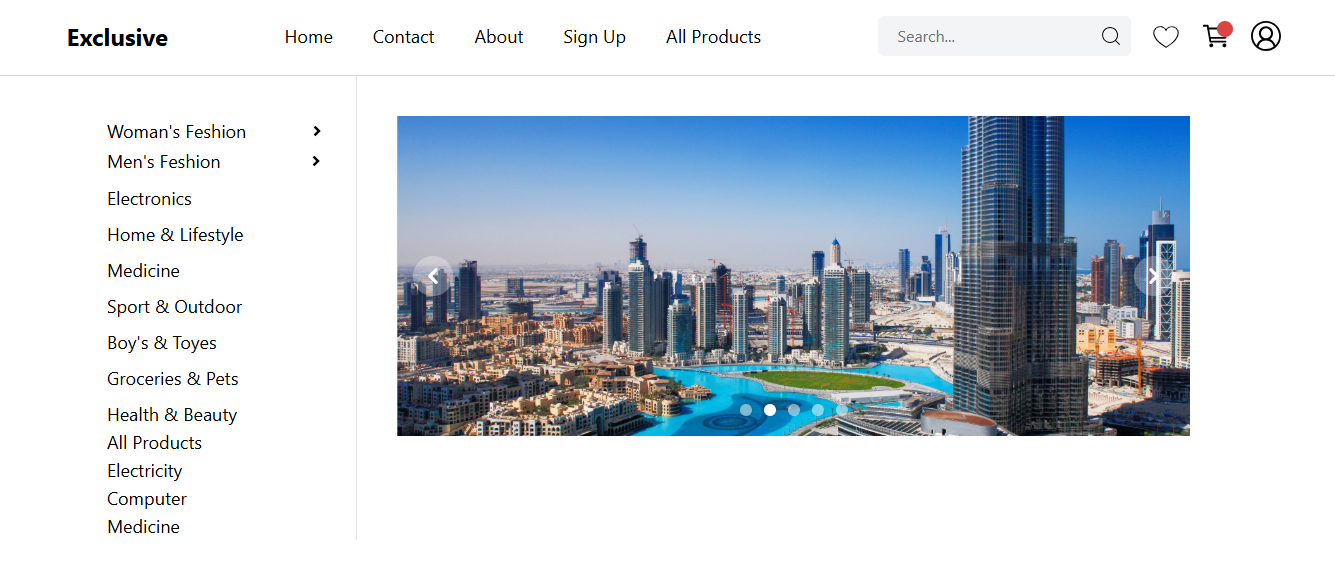 Exclusive Home Contact About Sign Up All Products Search...
Woman's Feshion
Men's Feshion
Electronics
Home & Lifestyle
Medicine
Sport & Outdoor
Boy's & Toyes
Groceries & Pets
Health & Beauty
All Products
Electricity
Computer
Medicine